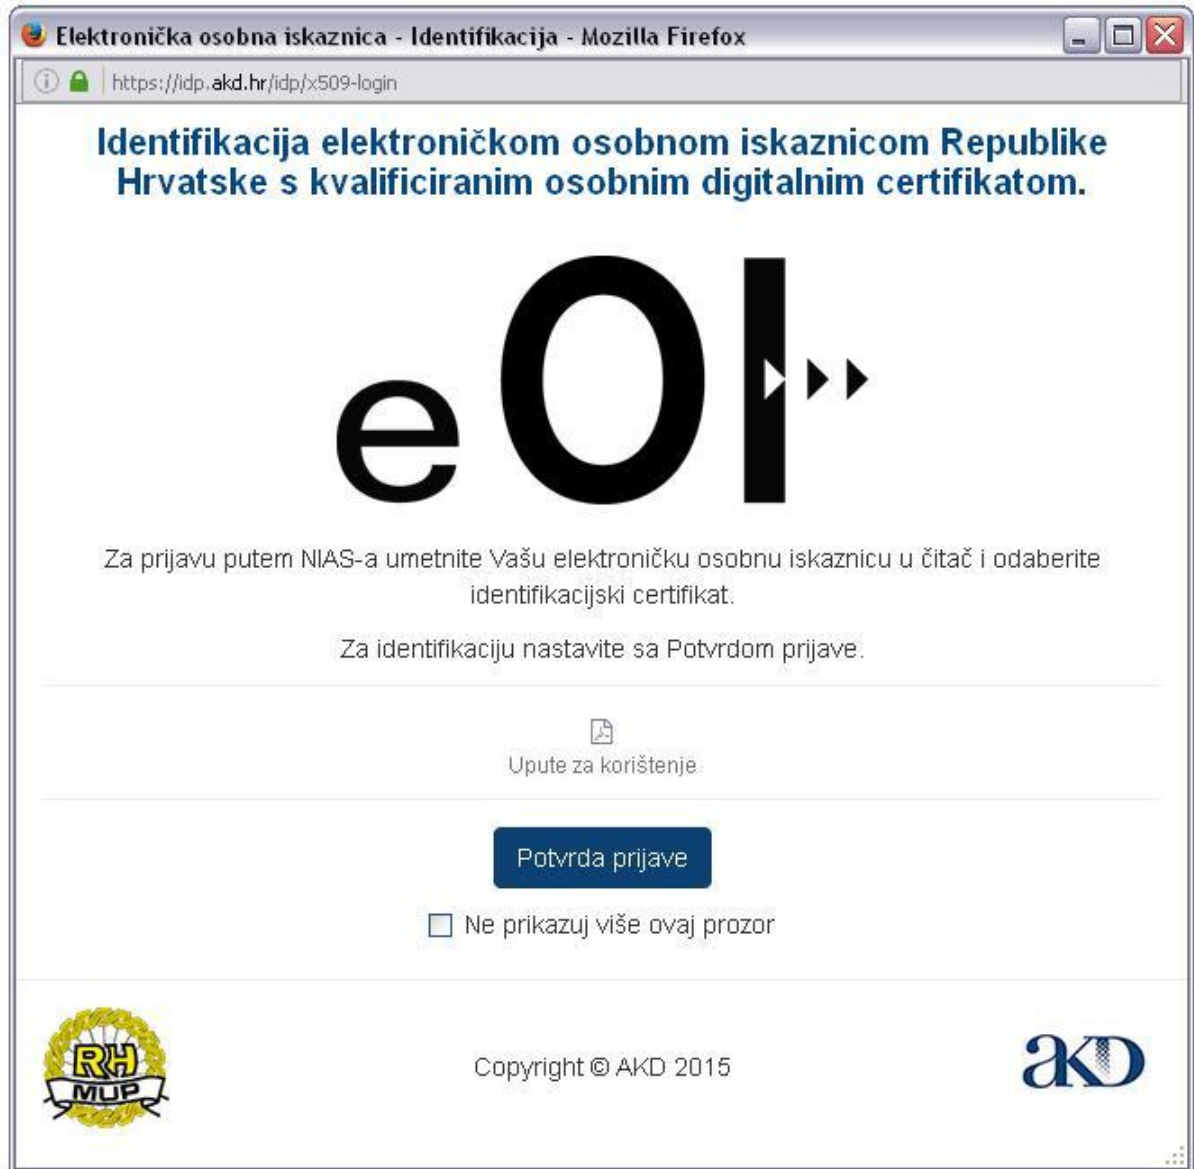 Elektronička osobna iskaznica - Identifikacija - Mozilla Firefox
https://idp.akd.hr/idp/x509-login
Identifikacija elektroničkom osobnom iskaznicom Republike
Hrvatske s kvalificiranim osobnim digitalnim certifikatom.
eOI
Za prijavu putem NIAS-a umetnite Vašu elektroničku osobnu iskaznicu u čitač i odaberite
identifikacijski certifikat.
Za identifikaciju nastavite sa Potvrdom prijave.
Upute za korištenje
Potvrda prijave
Ne prikazuj više ovaj prozor
RH
MUP
Copyright © AKD 2015
AKD